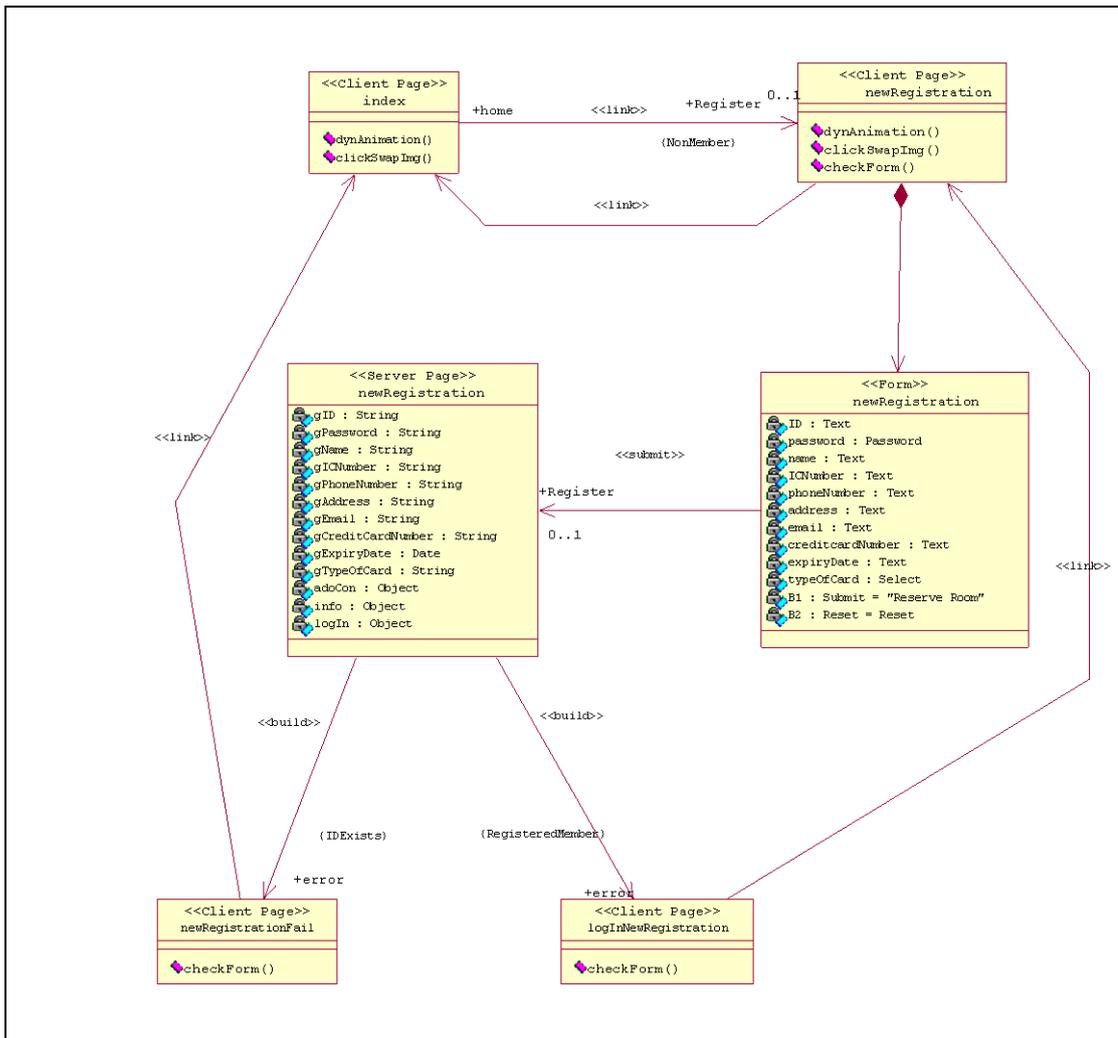 <<Client Page>>
index
dynAnimation()
clickSwapImg()
+home
<<link>>
+Register
0..1
{NonMember}
<<Client Page>>
newRegistration
dynAnimation()
clickSwapImg()
checkForm()
<<link>>
<<link>>
<<Server Page>>
newRegistration
gID : String
gPassword : String
gName : String
gICNumber : String
gPhoneNumber : String
gAddress : String
gEmail : String
gCreditCardNumber : String
gExpiryDate : Date
gTypeOfCard : String
adoCon : Object
info : Object
logIn : Object
<<submit>>
+Register
0..1
<<Form>>
newRegistration
ID : Text
password : Password
name : Text
ICNumber : Text
phoneNumber : Text
address : Text
email : Text
creditcardNumber : Text
expiryDate : Text
typeOfCard : Select
B1 : Submit = "Reserve Room"
B2 : Reset = Reset
<<link>>
<<build>>
<<build>>
{IDExists}
{RegisteredMember}
+error
+error
<<Client Page>>
newRegistrationFail
checkForm()
<<Client Page>>
logInNewRegistration
checkForm()